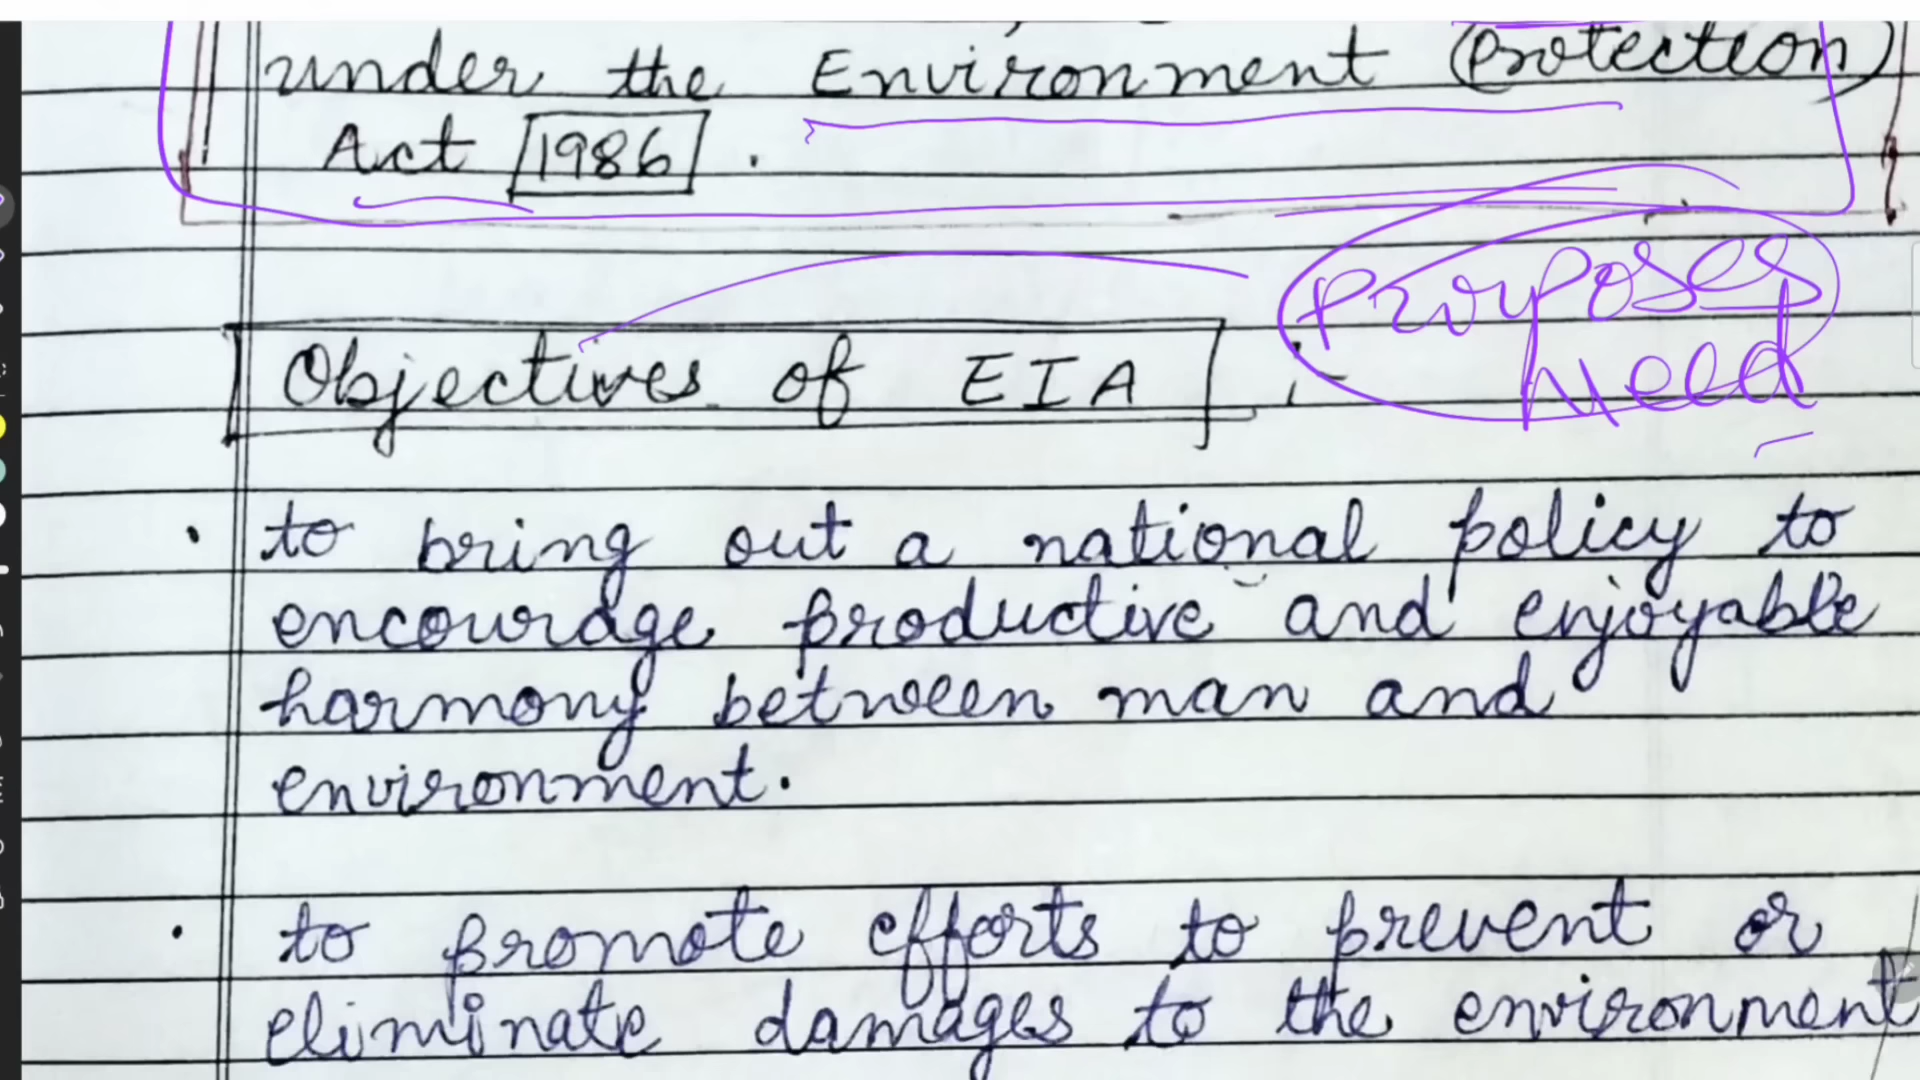 under the Environment (Protection)
Act 1986 .
Purposes
Need
Objectives of EIA :-
• to bring out a national policy to
encourage productive and enjoyable
harmony between man and
environment.
• to promote efforts to prevent or
eliminate damages to the environment